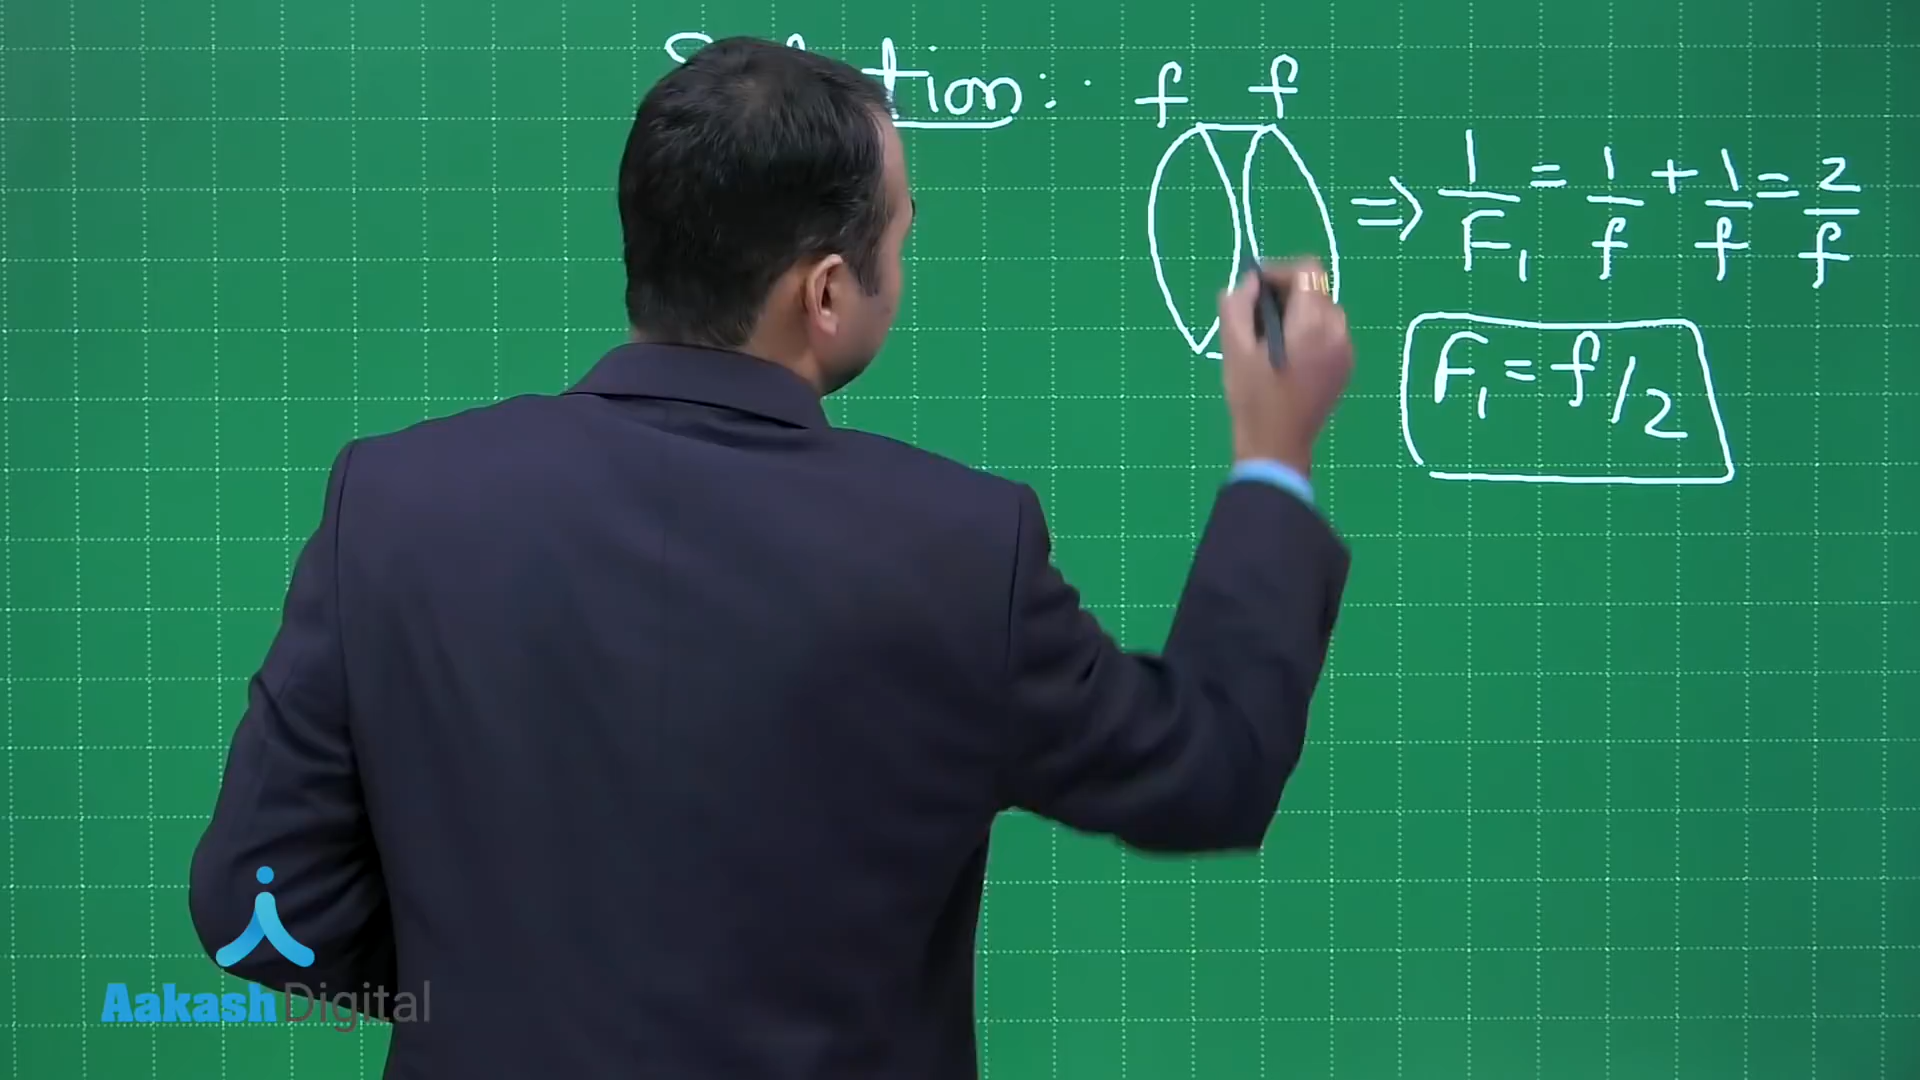 tion :-
f f
⇒ 1/F₁ = 1/f + 1/f = 2/f
F₁ = f/2
Aakash Digital